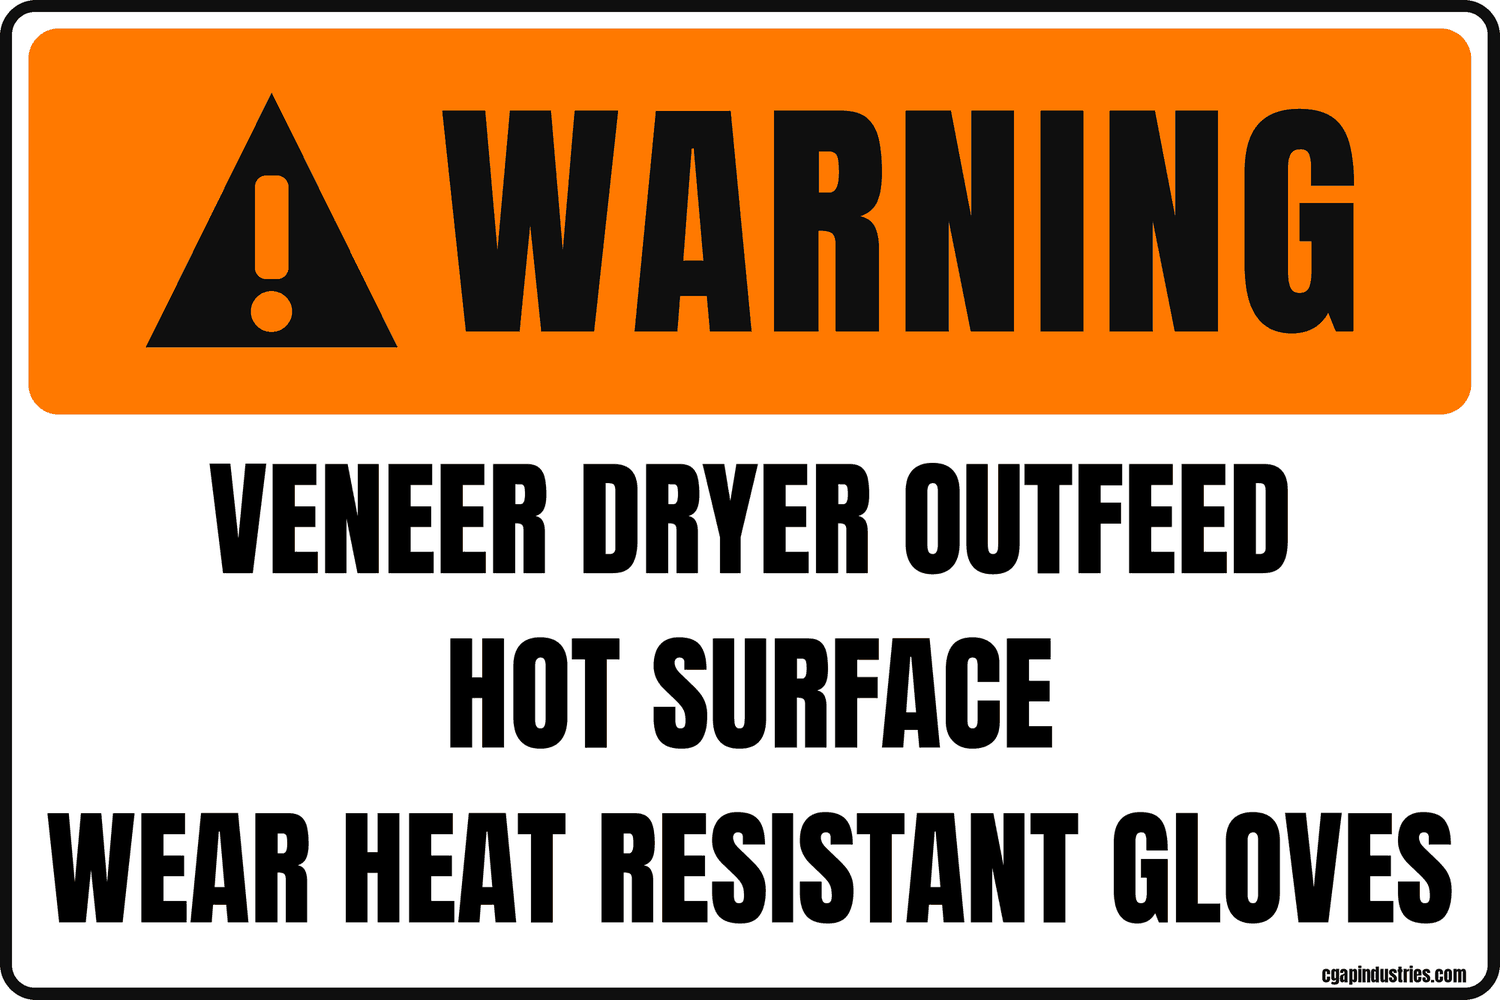 WARNING
VENEER DRYER OUTFEED
HOT SURFACE
WEAR HEAT RESISTANT GLOVES
cgapindustries.com